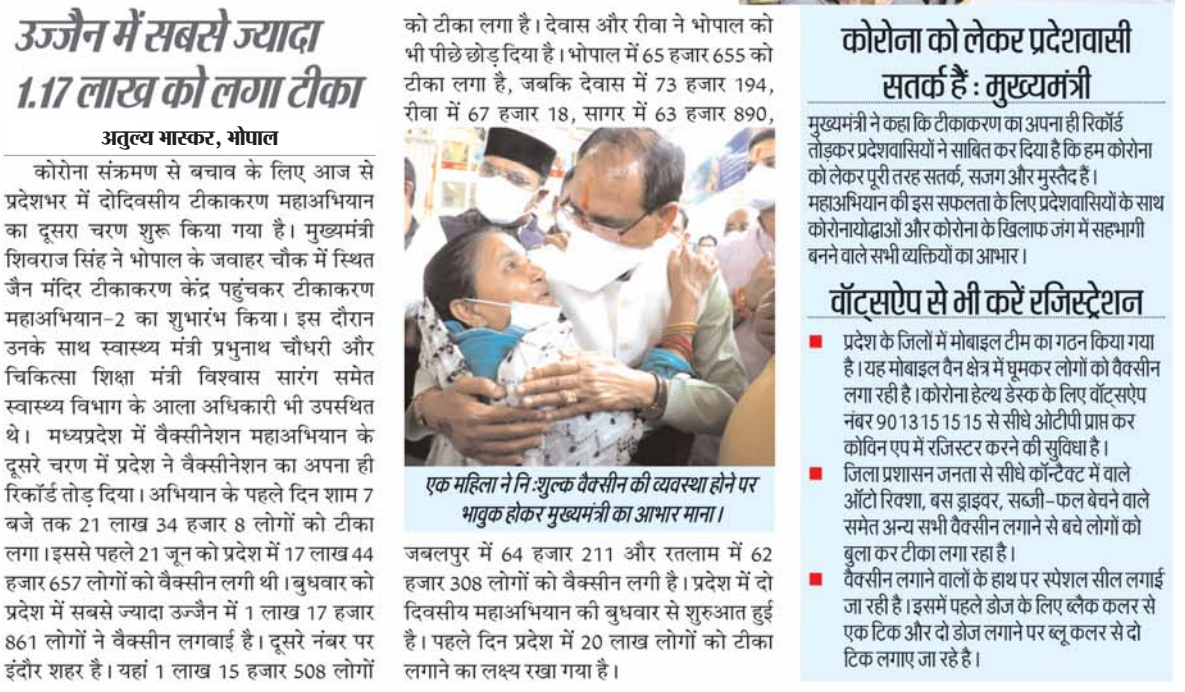 उज्जैन में सबसे ज्यादा
1.17 लाख को लगा टीका
अतुल्य भास्कर, भोपाल
कोरोना संक्रमण से बचाव के लिए आज से
प्रदेशभर में दोदिवसीय टीकाकरण महाअभियान
का दूसरा चरण शुरू किया गया है। मुख्यमंत्री
शिवराज सिंह ने भोपाल के जवाहर चौक में स्थित
जैन मंदिर टीकाकरण केंद्र पहुंचकर टीकाकरण
महाअभियान-2 का शुभारंभ किया। इस दौरान
उनके साथ स्वास्थ्य मंत्री प्रभुनाथ चौधरी और
चिकित्सा शिक्षा मंत्री विश्वास सारंग समेत
स्वास्थ्य विभाग के आला अधिकारी भी उपसथित
थे। मध्यप्रदेश में वैक्सीनेशन महाअभियान के
दूसरे चरण में प्रदेश ने वैक्सीनेशन का अपना ही
रिकॉर्ड तोड़ दिया। अभियान के पहले दिन शाम 7
बजे तक 21 लाख 34 हजार 8 लोगों को टीका
लगा। इससे पहले 21 जून को प्रदेश में 17 लाख 44
हजार 657 लोगों को वैक्सीन लगी थी। बुधवार को
प्रदेश में सबसे ज्यादा उज्जैन में 1 लाख 17 हजार
861 लोगों ने वैक्सीन लगवाई है। दूसरे नंबर पर
इंदौर शहर है। यहां 1 लाख 15 हजार 508 लोगों
को टीका लगा है। देवास और रीवा ने भोपाल को
भी पीछे छोड़ दिया है। भोपाल में 65 हजार 655 को
टीका लगा है, जबकि देवास में 73 हजार 194,
रीवा में 67 हजार 18, सागर में 63 हजार 890,
एक महिला ने नि:शुल्क वैक्सीन की व्यवस्था होने पर
भावुक होकर मुख्यमंत्री का आभार माना।
जबलपुर में 64 हजार 211 और रतलाम में 62
हजार 308 लोगों को वैक्सीन लगी है। प्रदेश में दो
दिवसीय महाअभियान की बुधवार से शुरुआत हुई
है। पहले दिन प्रदेश में 20 लाख लोगों को टीका
लगाने का लक्ष्य रखा गया है।
कोरोना को लेकर प्रदेशवासी
सतर्क हैं : मुख्यमंत्री
मुख्यमंत्री ने कहा कि टीकाकरण का अपना ही रिकॉर्ड
तोड़कर प्रदेशवासियों ने साबित कर दिया है कि हम कोरोना
को लेकर पूरी तरह सतर्क, सजग और मुस्तैद हैं।
महाअभियान की इस सफलता के लिए प्रदेशवासियों के साथ
कोरोनायोद्धाओं और कोरोना के खिलाफ जंग में सहभागी
बनने वाले सभी व्यक्तियों का आभार।
वॉट्सऐप से भी करें रजिस्ट्रेशन
प्रदेश के जिलों में मोबाइल टीम का गठन किया गया
है। यह मोबाइल वैन क्षेत्र में घूमकर लोगों को वैक्सीन
लगा रही है। कोरोना हेल्थ डेस्क के लिए वॉट्सऐप
नंबर 9013151515 से सीधे ओटीपी प्राप्त कर
कोविन एप में रजिस्टर करने की सुविधा है।
जिला प्रशासन जनता से सीधे कॉन्टैक्ट में वाले
ऑटो रिक्शा, बस ड्राइवर, सब्जी-फल बेचने वाले
समेत अन्य सभी वैक्सीन लगाने से बचे लोगों को
बुला कर टीका लगा रहा है।
वैक्सीन लगाने वालों के हाथ पर स्पेशल सील लगाई
जा रही है। इसमें पहले डोज के लिए ब्लैक कलर से
एक टिक और दो डोज लगाने पर ब्लू कलर से दो
टिक लगाए जा रहे है।